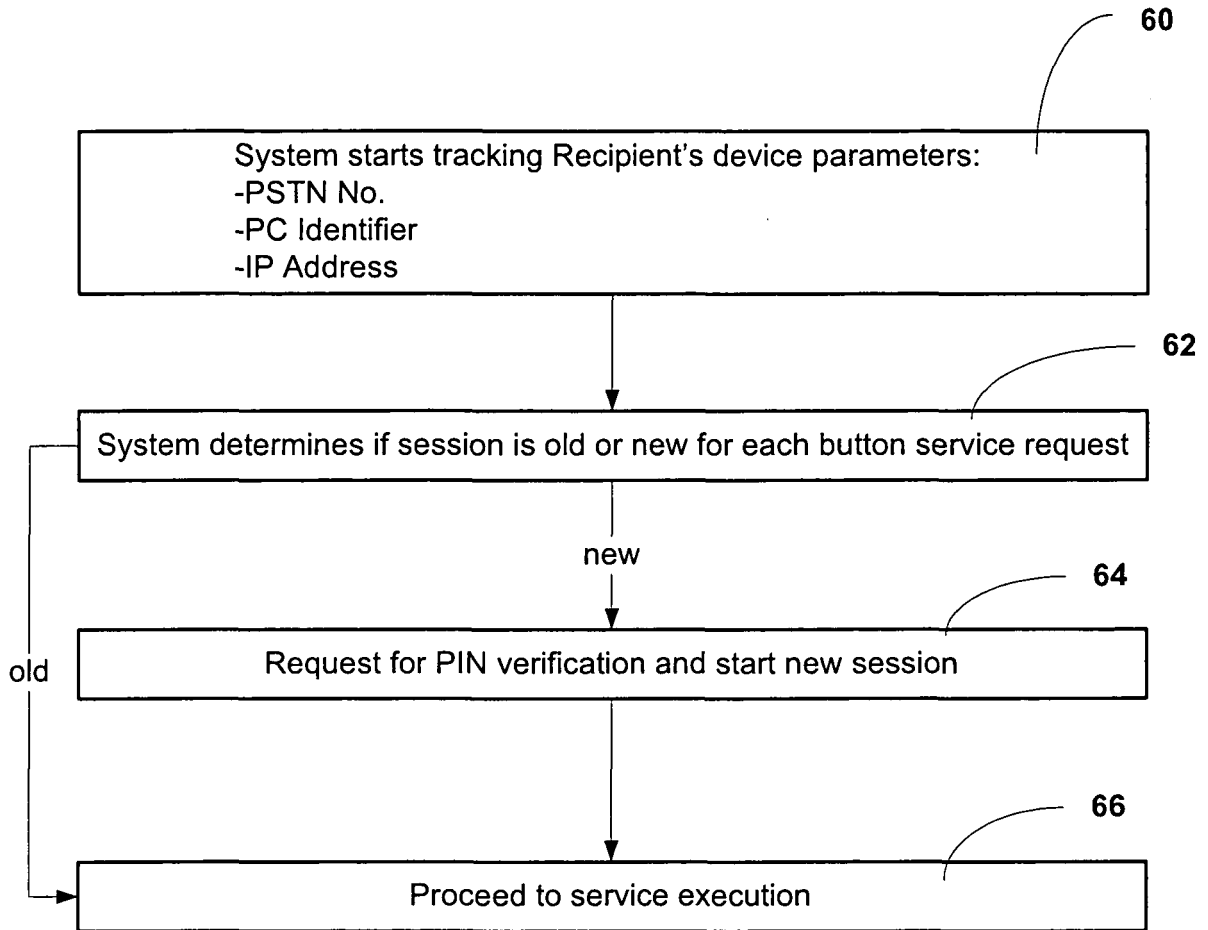 60
System starts tracking Recipient's device parameters:
-PSTN No.
-PC Identifier
-IP Address
62
System determines if session is old or new for each button service request
new
64
Request for PIN verification and start new session
old
66
Proceed to service execution